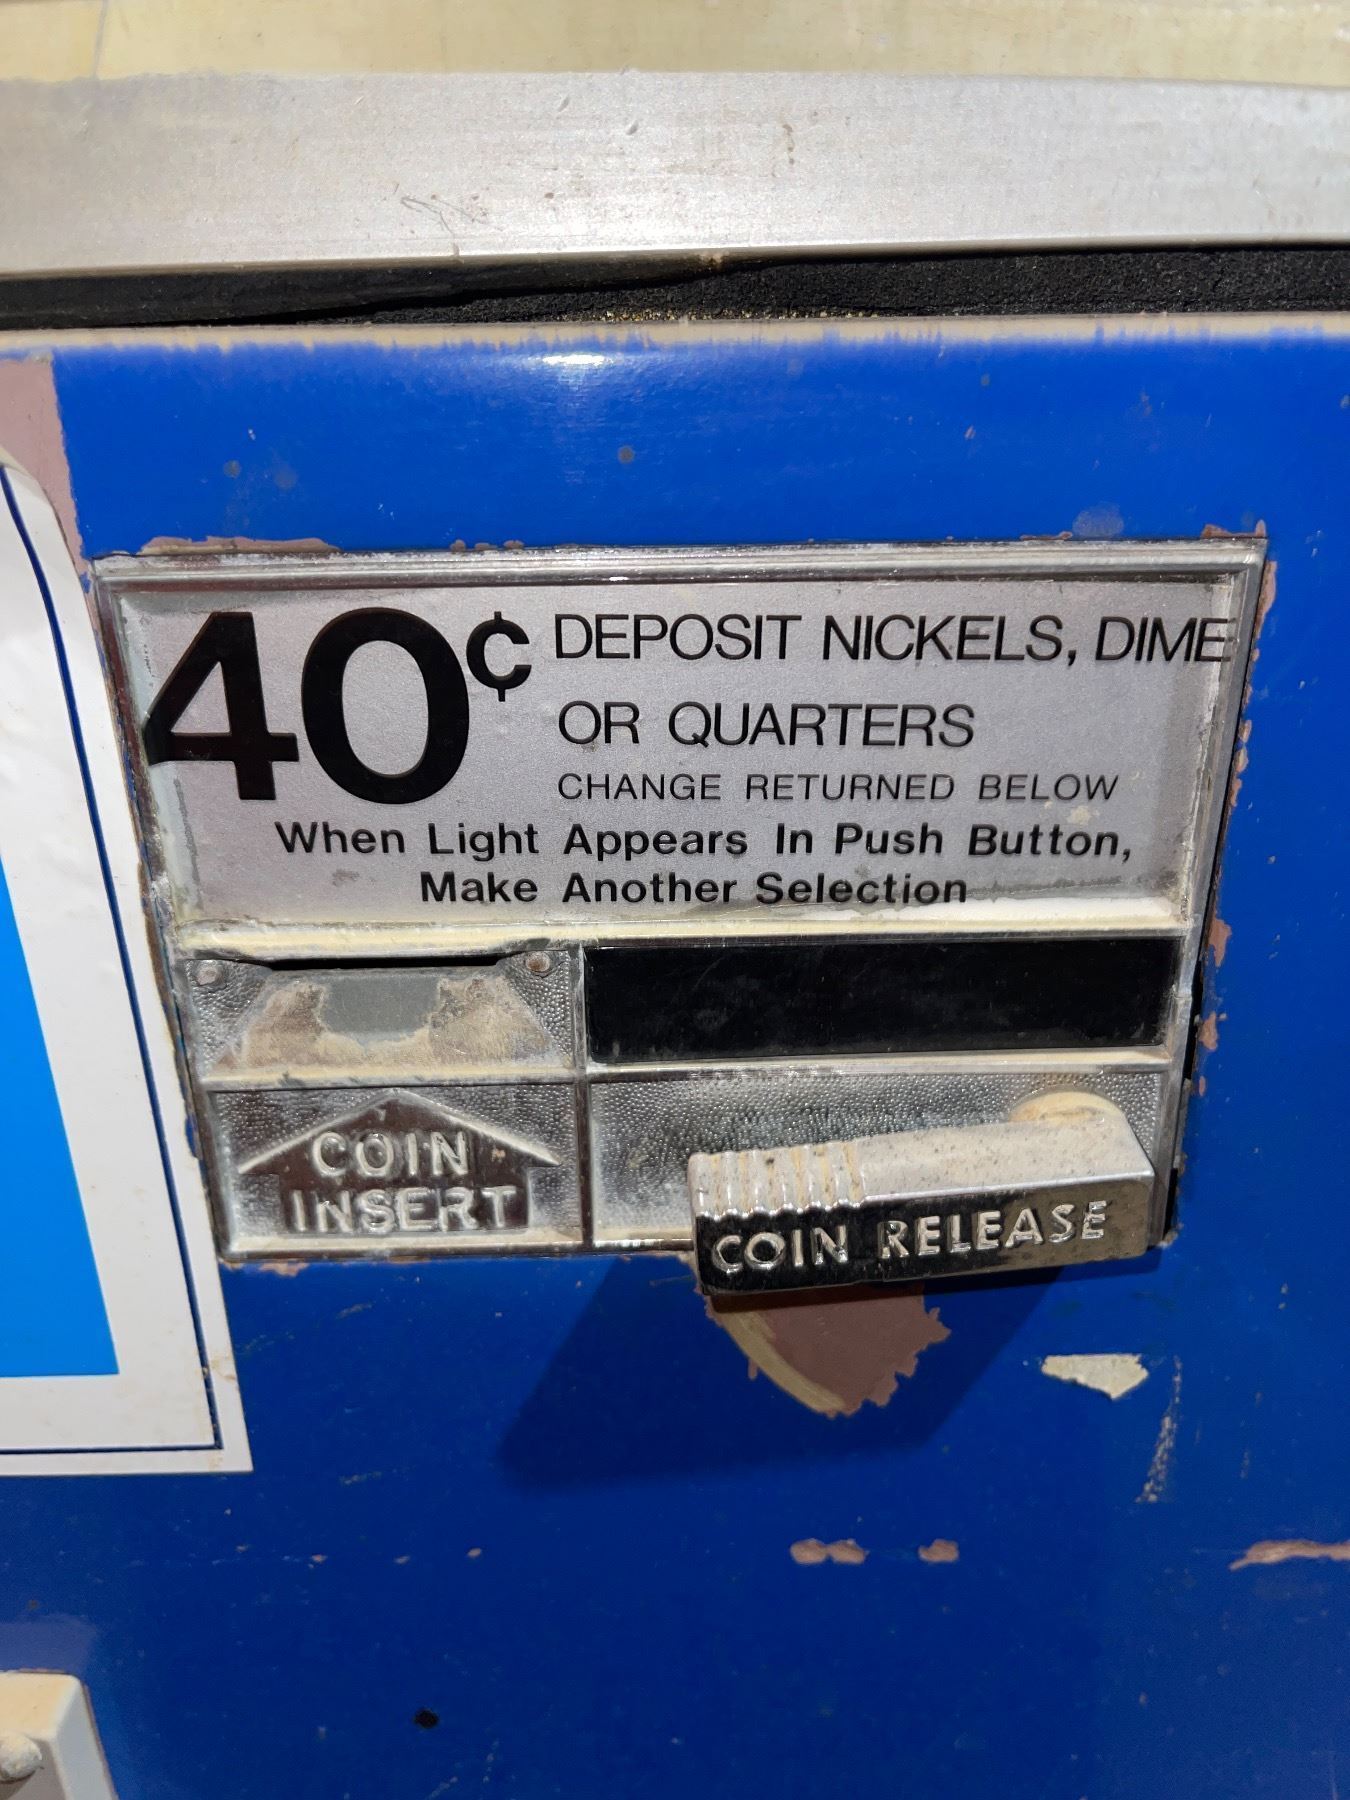 40¢ DEPOSIT NICKELS, DIME
OR QUARTERS
CHANGE RETURNED BELOW
When Light Appears In Push Button,
Make Another Selection
COIN
INSERT
COIN RELEASE